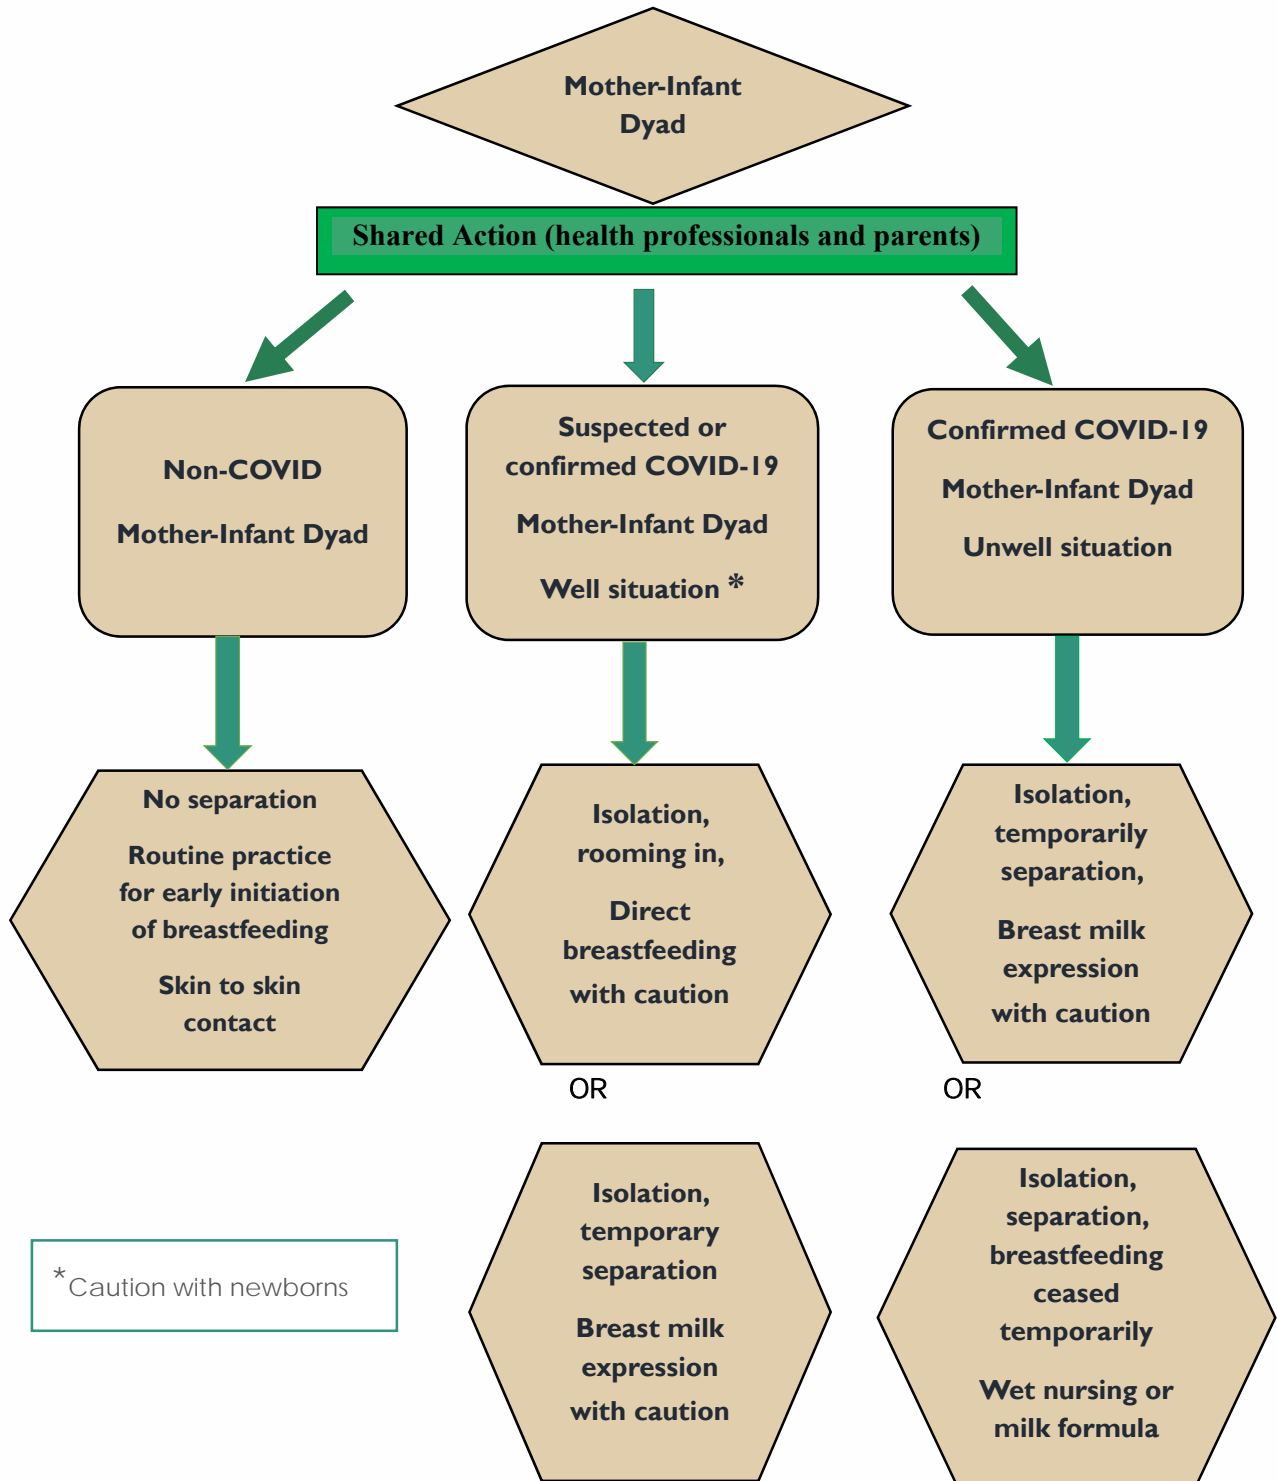 Mother-Infant
Dyad
Shared Action (health professionals and parents)
Non-COVID
Mother-Infant Dyad
Suspected or
confirmed COVID-19
Mother-Infant Dyad
Well situation *
Confirmed COVID-19
Mother-Infant Dyad
Unwell situation
No separation
Routine practice
for early initiation
of breastfeeding
Skin to skin
contact
Isolation,
rooming in,
Direct
breastfeeding
with caution
Isolation,
temporarily
separation,
Breast milk
expression
with caution
OR
OR
Isolation,
temporary
separation
Breast milk
expression
with caution
Isolation,
separation,
breastfeeding
ceased
temporarily
Wet nursing or
milk formula
*Caution with newborns